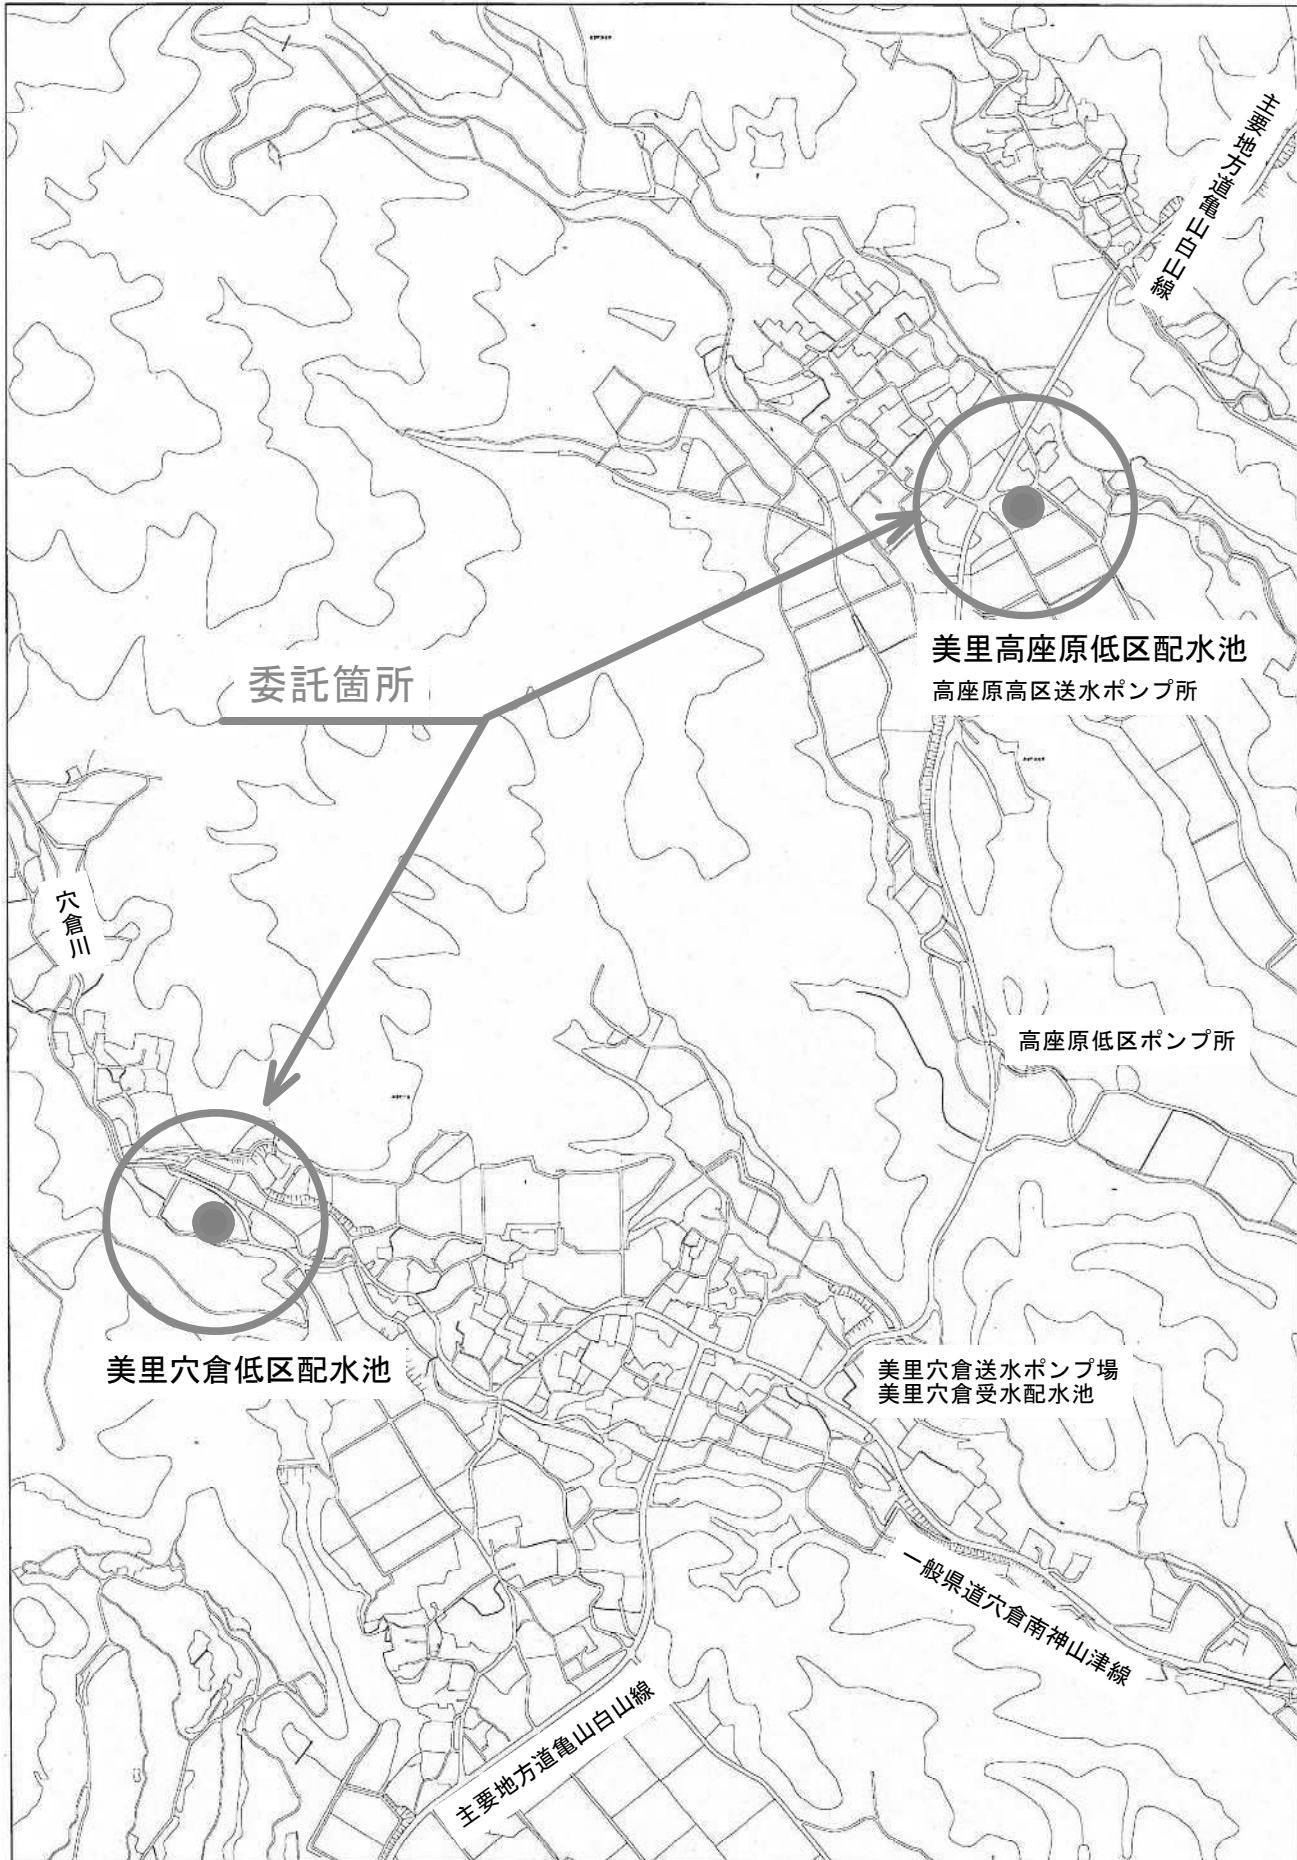 主要地方道亀山白山線
美里高座原低区配水池
高座原高区送水ポンプ所
委託箇所
穴倉川
高座原低区ポンプ所
美里穴倉低区配水池
美里穴倉送水ポンプ場
美里穴倉受水配水池
一般県道穴倉南神山津線
主要地方道亀山白山線